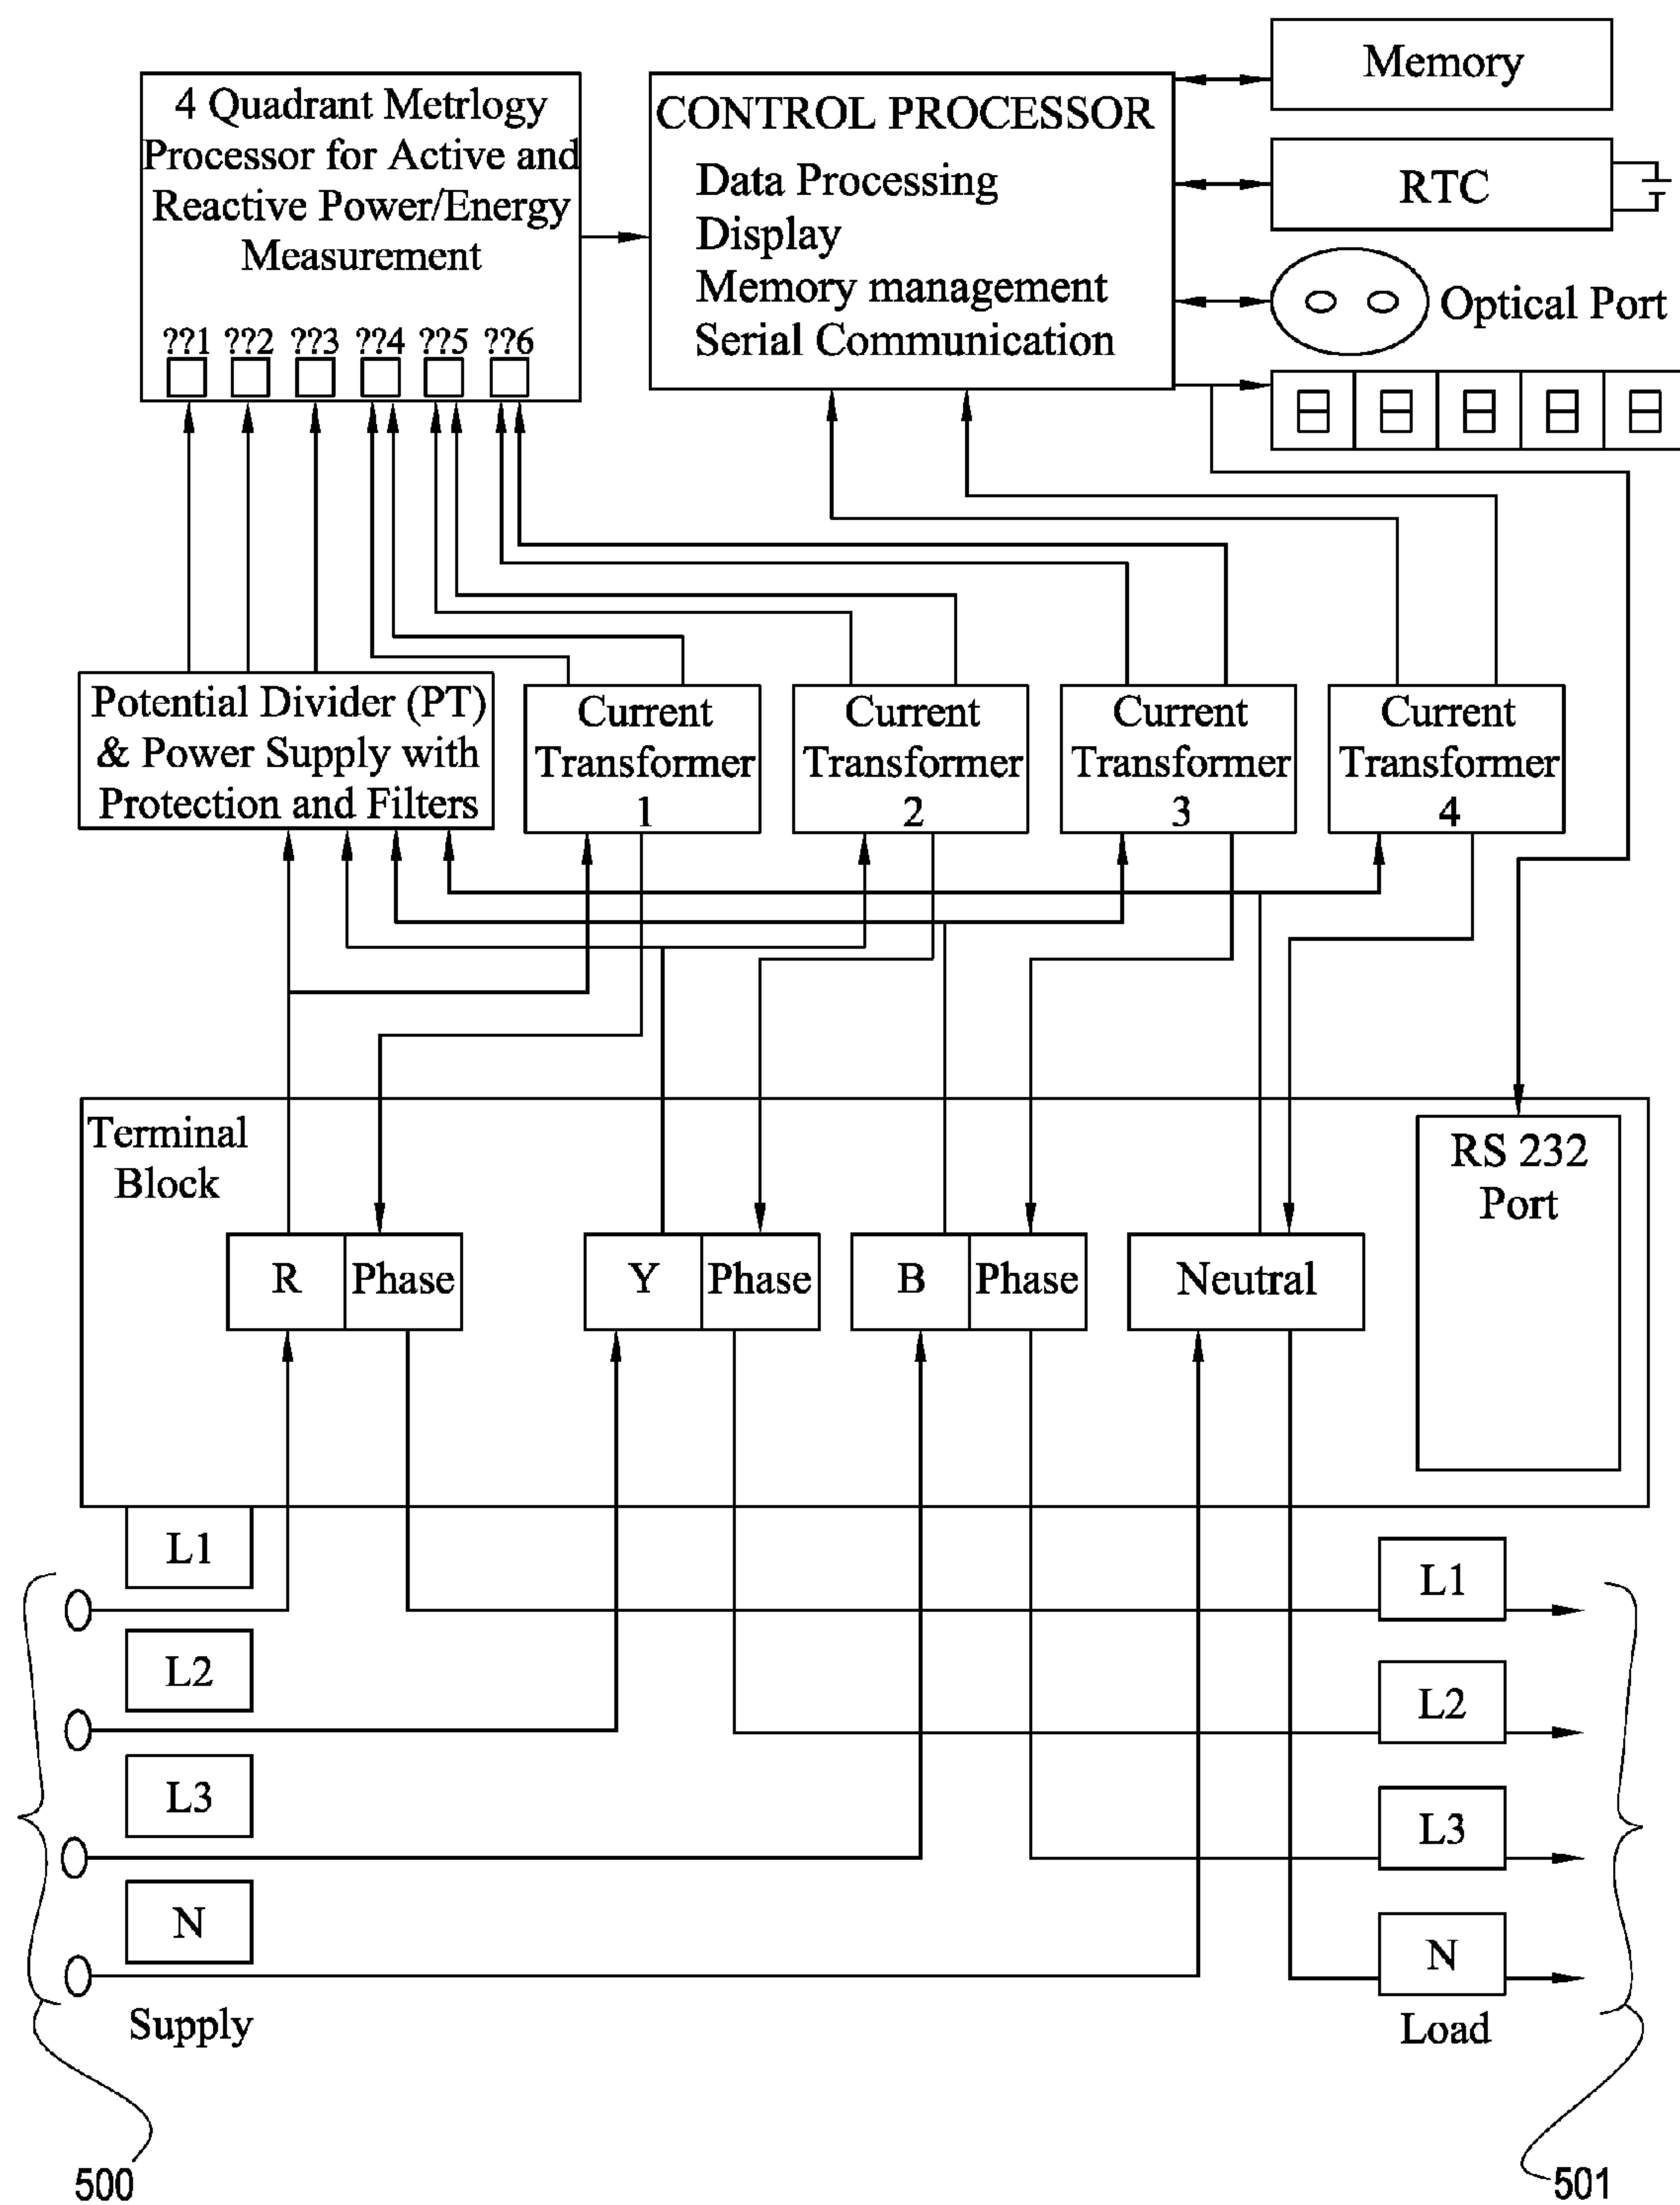 Memory
4 Quadrant Metrlogy
Processor for Active and
Reactive Power/Energy
Measurement
??1 ??2 ??3 ??4 ??5 ??6
CONTROL PROCESSOR
Data Processing
Display
Memory management
Serial Communication
RTC
Optical Port
Potential Divider (PT)
& Power Supply with
Protection and Filters
Current
Transformer
1
Current
Transformer
2
Current
Transformer
3
Current
Transformer
4
Terminal
Block
RS 232
Port
R Phase
Y Phase
B Phase
Neutral
L1
L2
L3
N
Supply
L1
L2
L3
N
Load
500
501